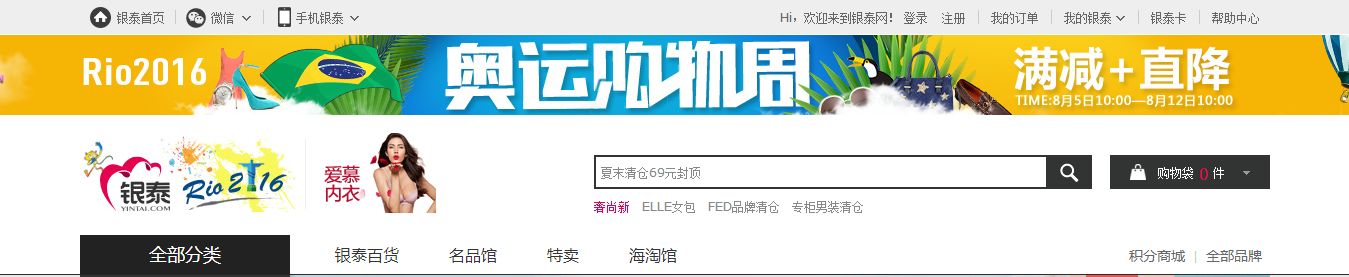 银泰首页 微信 手机银泰 Hi，欢迎来到银泰网！ 登录 注册 我的订单 我的银泰 银泰卡 帮助中心
Rio2016 奥运购物周 满减+直降
TIME:8月5日10:00—8月12日10:00
银泰
YINTAI.COM
Rio 2016
爱慕
内衣
夏末清仓69元封顶
购物袋 0 件
奢尚新 ELLE女包 FED品牌清仓 专柜男装清仓
全部分类 银泰百货 名品馆 特卖 海淘馆 积分商城 全部品牌